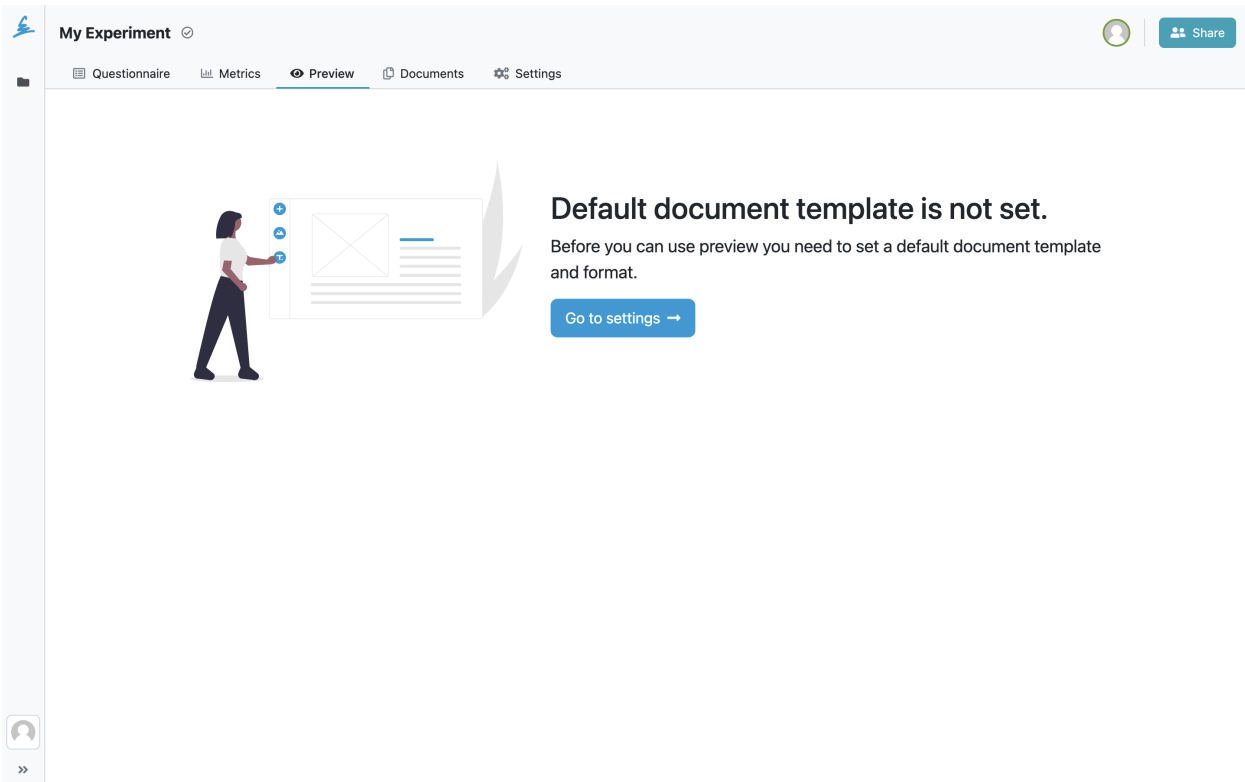 My Experiment
Share
Questionnaire
Metrics
Preview
Documents
Settings
Default document template is not set.
Before you can use preview you need to set a default document template
and format.
Go to settings